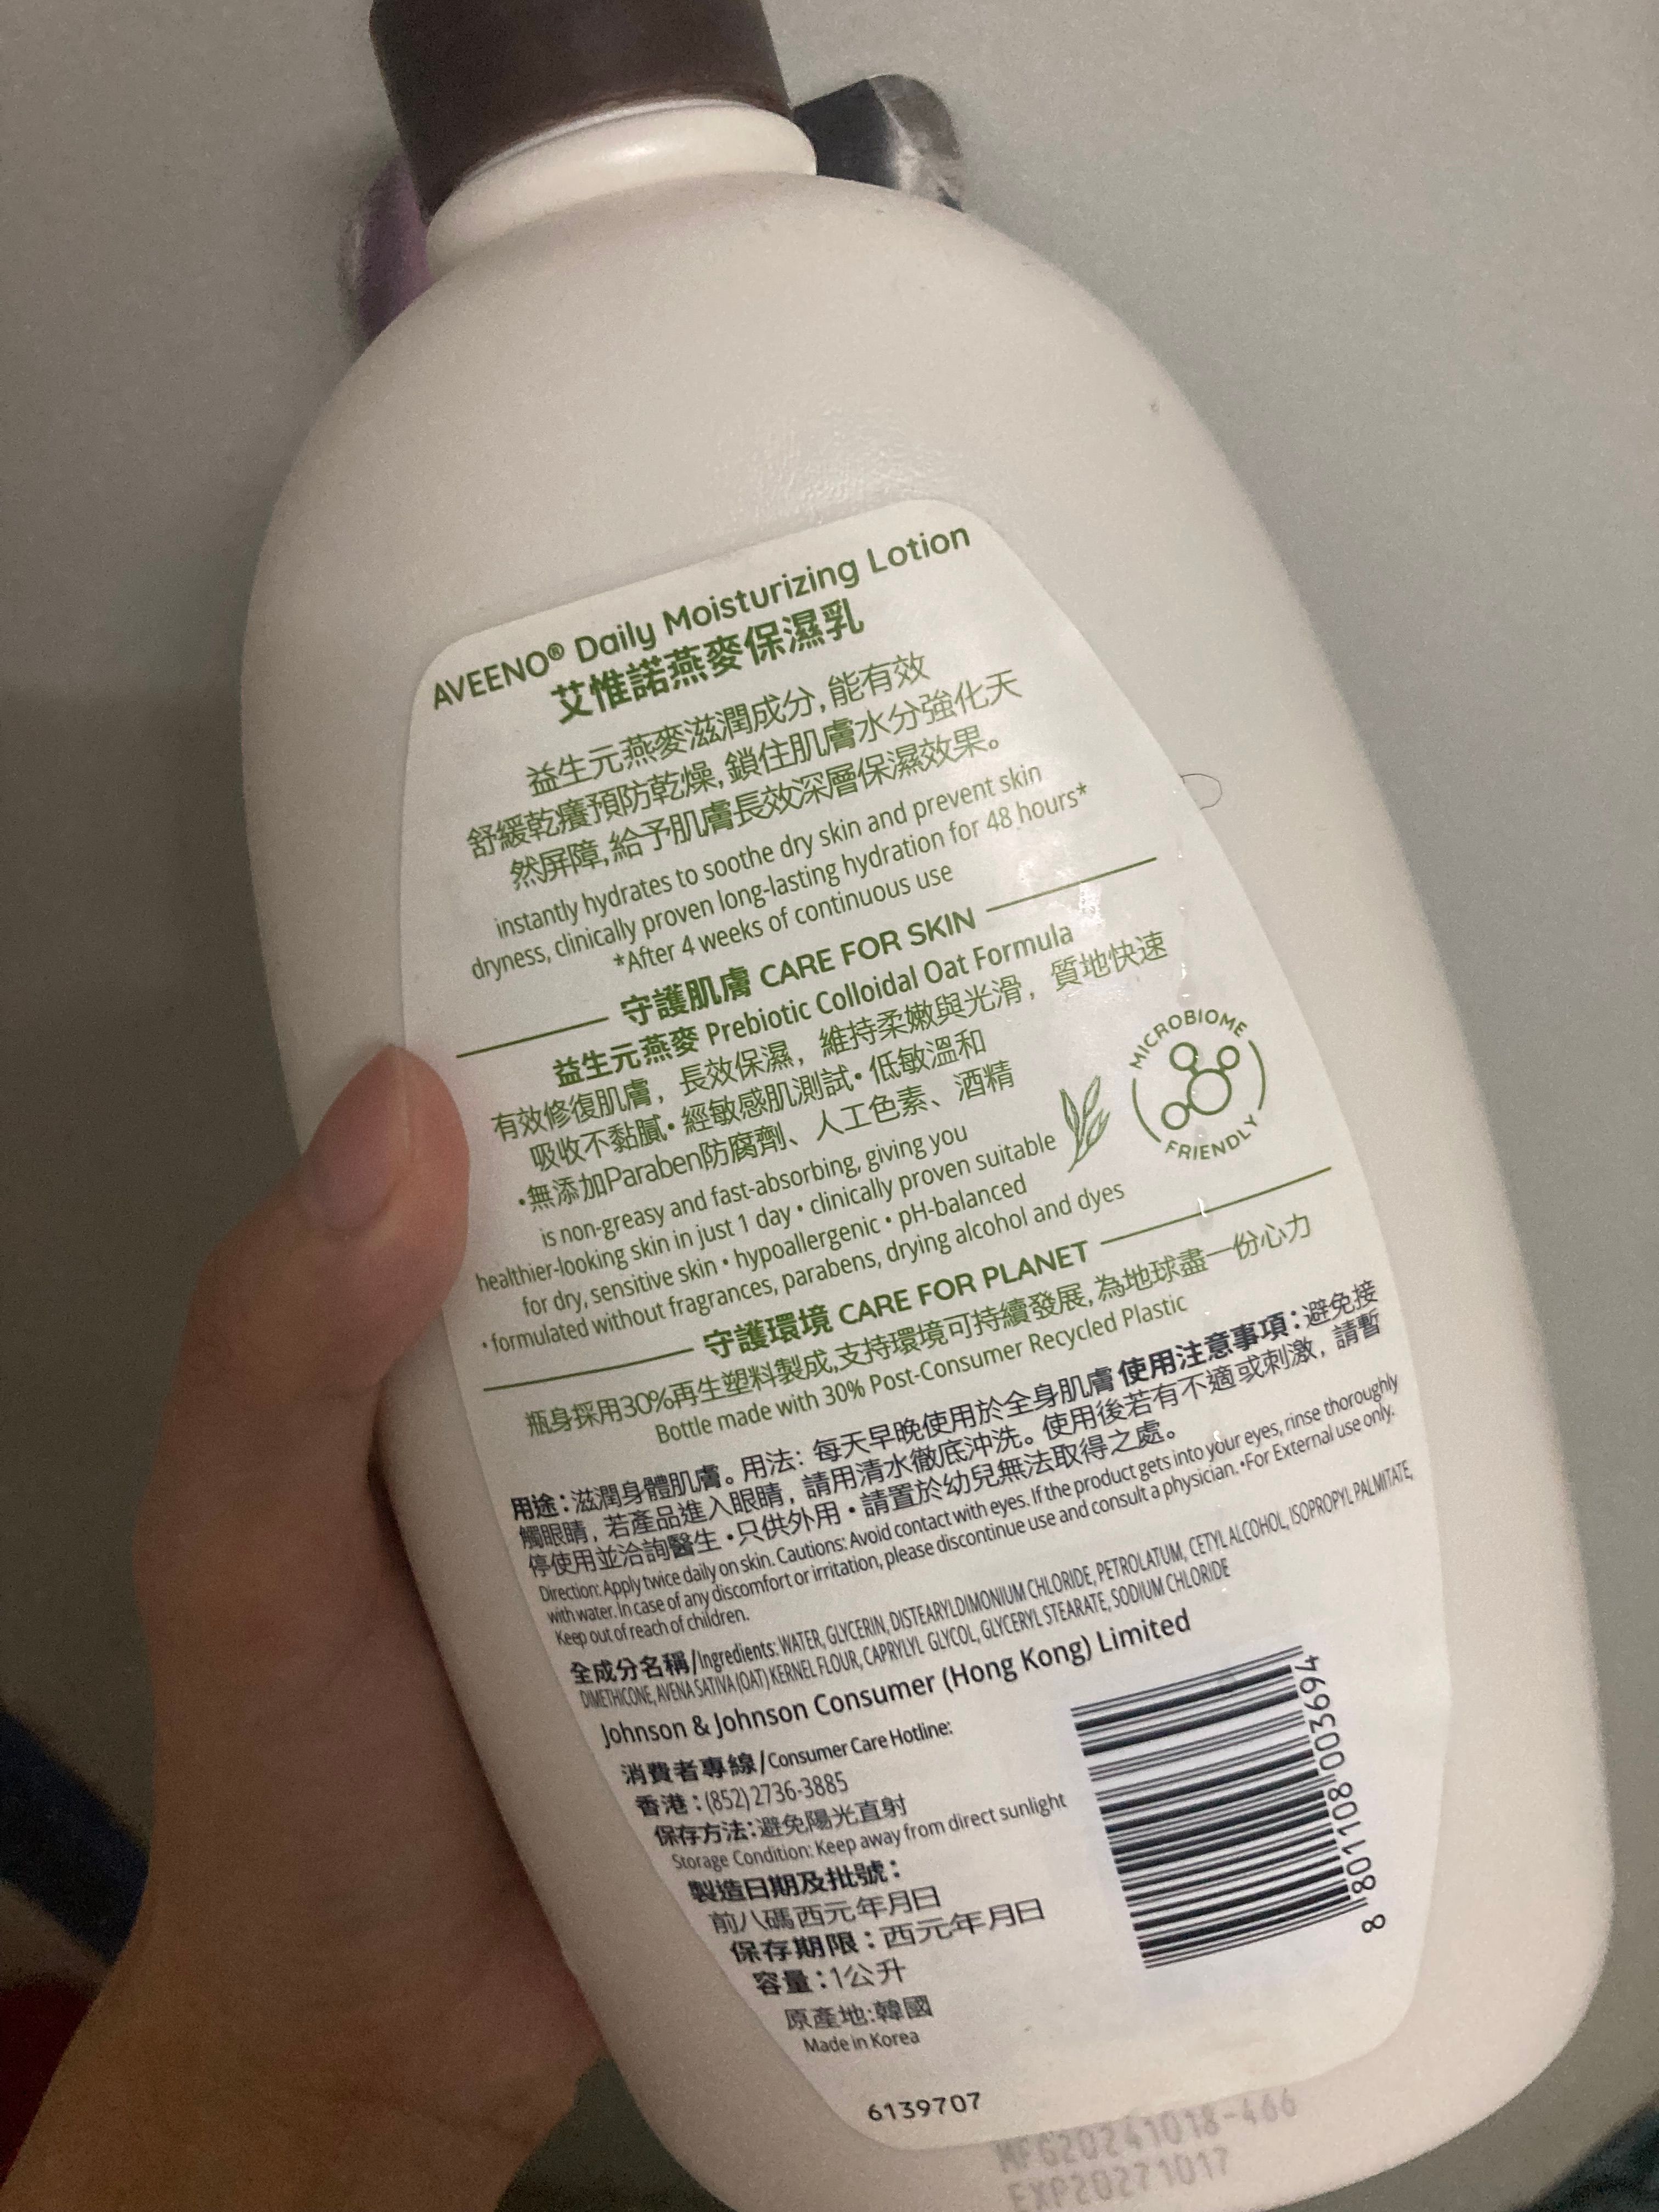 AVEENO® Daily Moisturizing Lotion
艾惟諾燕麥保濕乳
益生元燕麥滋潤成分,能有效
舒緩乾癢預防乾燥,鎖住肌膚水分強化天
然屏障,給予肌膚長效深層保濕效果。
instantly hydrates to soothe dry skin and prevent skin
dryness, clinically proven long-lasting hydration for 48 hours*
*After 4 weeks of continuous use
守護肌膚 CARE FOR SKIN
益生元燕麥 Prebiotic Colloidal Oat Formula
有效修復肌膚，長效保濕，維持柔嫩與光滑，質地快速
吸收不黏膩•經敏感肌測試•低敏溫和
•無添加Paraben防腐劑、人工色素、酒精
is non-greasy and fast-absorbing, giving you
healthier-looking skin in just 1 day • clinically proven suitable
for dry, sensitive skin • hypoallergenic • pH-balanced
•formulated without fragrances, parabens, drying alcohol and dyes
MICROBIOME
FRIENDLY
守護環境 CARE FOR PLANET
瓶身採用30%再生塑料製成,支持環境可持續發展,為地球盡一份心力
Bottle made with 30% Post-Consumer Recycled Plastic
用途：滋潤身體肌膚。用法：每天早晚使用於全身肌膚 使用注意事項：避免接
觸眼睛，若產品進入眼睛，請用清水徹底沖洗。使用後若有不適或刺激，請暫
停使用並洽詢醫生•只供外用•請置於幼兒無法取得之處。
Direction: Apply twice daily on skin. Cautions: Avoid contact with eyes. If the product gets into your eyes, rinse thoroughly
with water. In case of any discomfort or irritation, please discontinue use and consult a physician. •For External use only.
Keep out of reach of children.
全成分名稱/Ingredients: WATER, GLYCERIN, DISTEARYLDIMONIUM CHLORIDE, PETROLATUM, CETYL ALCOHOL, ISOPROPYL PALMITATE,
DIMETHICONE, AVENA SATIVA (OAT) KERNEL FLOUR, CAPRYLYL GLYCOL, GLYCERYL STEARATE, SODIUM CHLORIDE
Johnson & Johnson Consumer (Hong Kong) Limited
消費者專線/Consumer Care Hotline:
香港：(852) 2736-3885
保存方法：避免陽光直射
Storage Condition: Keep away from direct sunlight
製造日期及批號：
前八碼西元年月日
保存期限：西元年月日
容量：1公升
原產地:韓國
Made in Korea
8 801108 003694
6139707
MFG20241018-466
EXP20271017